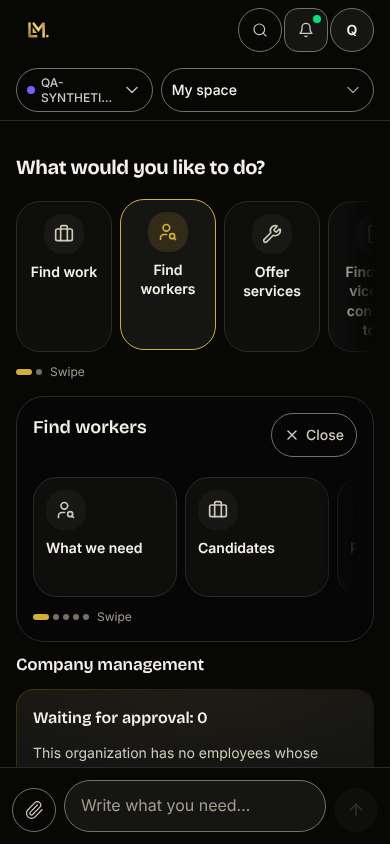 LM.
Q
QA-
SYNTHETI...
My space
What would you like to do?
Find work
Find
workers
Offer
services
Swipe
Find workers
Close
What we need
Candidates
Swipe
Company management
Waiting for approval: 0
This organization has no employees whose
Write what you need...